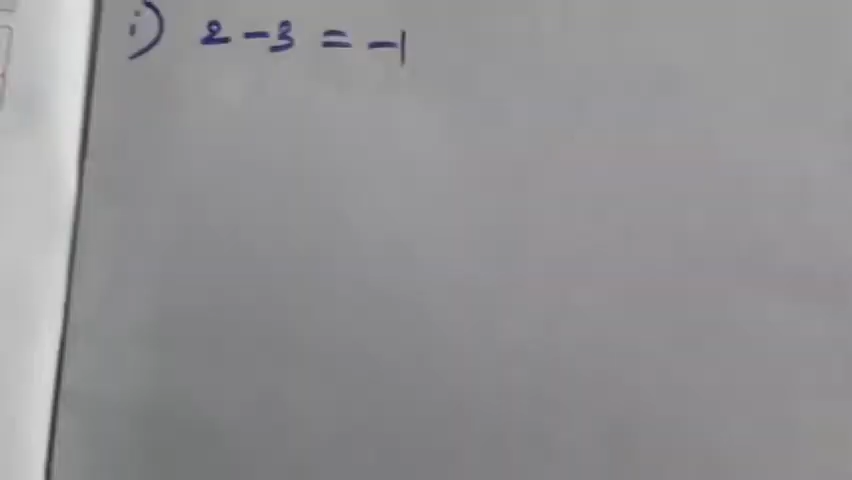 i) 2 - 3 = -1